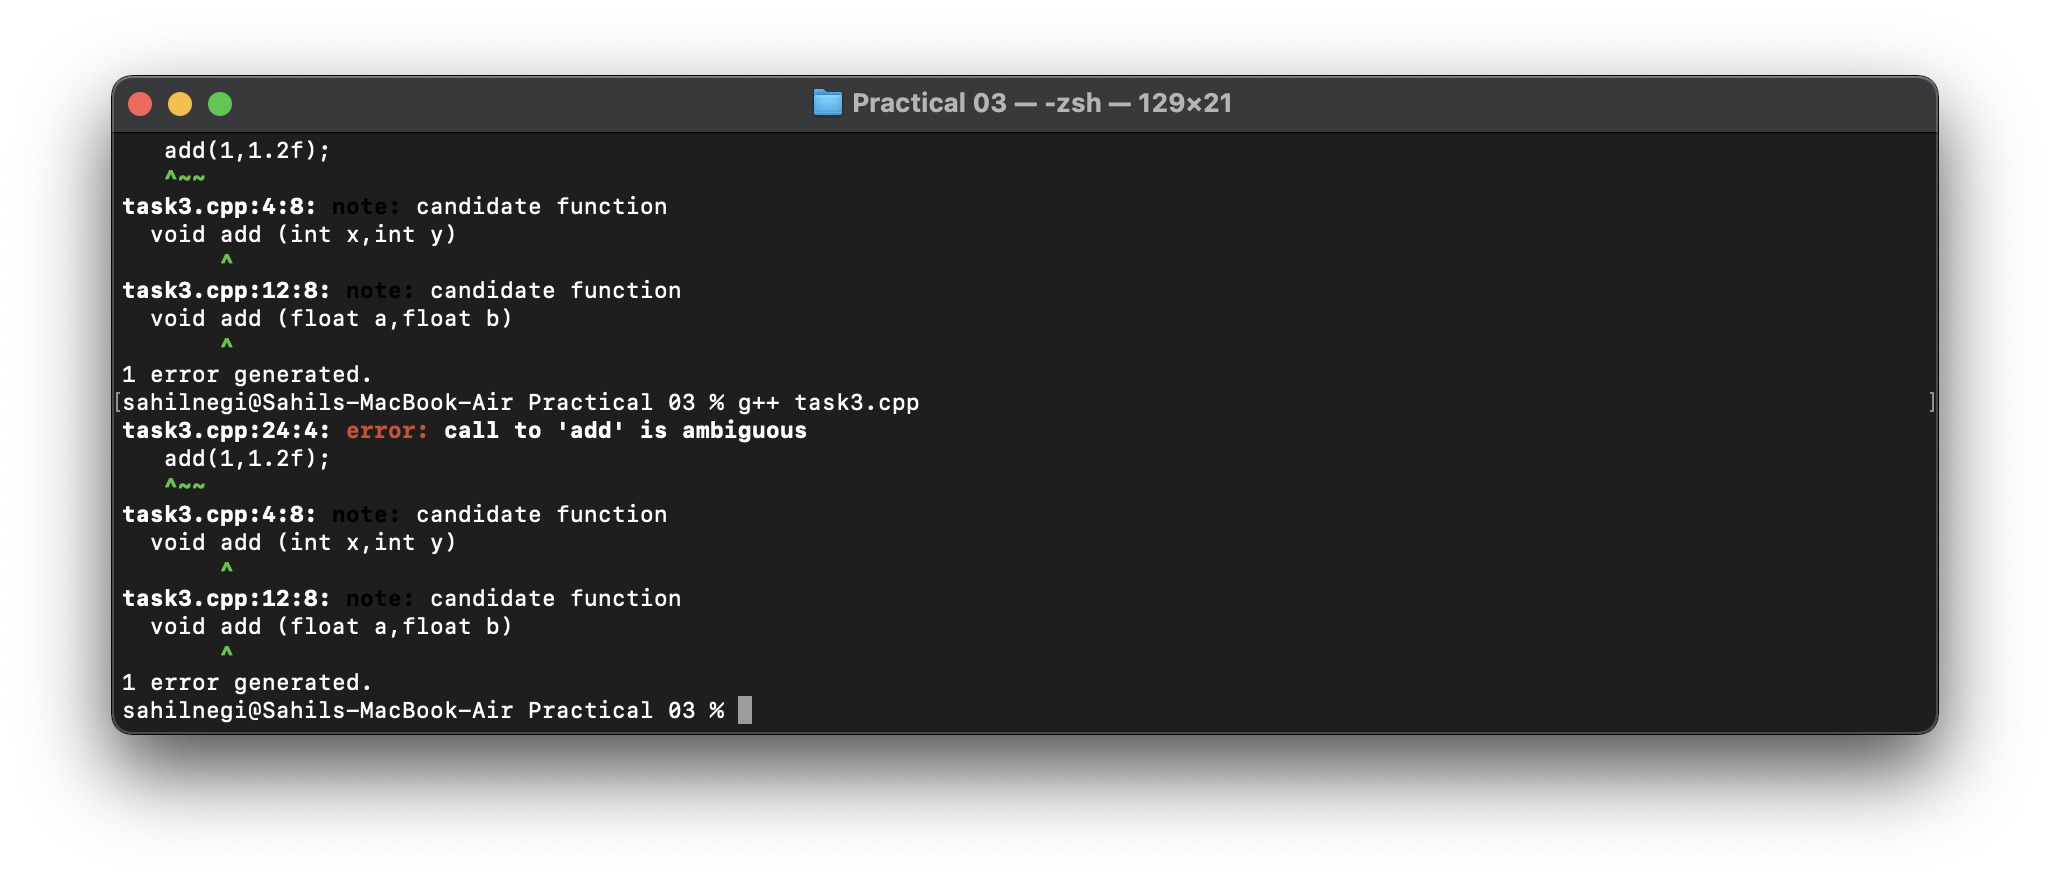 Practical 03 — -zsh — 129×21
   add(1,1.2f);
   ^~~
task3.cpp:4:8: note: candidate function
  void add (int x,int y)
       ^
task3.cpp:12:8: note: candidate function
  void add (float a,float b)
       ^
1 error generated.
[sahilnegi@Sahils-MacBook-Air Practical 03 % g++ task3.cpp ]
task3.cpp:24:4: error: call to 'add' is ambiguous
   add(1,1.2f);
   ^~~
task3.cpp:4:8: note: candidate function
  void add (int x,int y)
       ^
task3.cpp:12:8: note: candidate function
  void add (float a,float b)
       ^
1 error generated.
sahilnegi@Sahils-MacBook-Air Practical 03 %